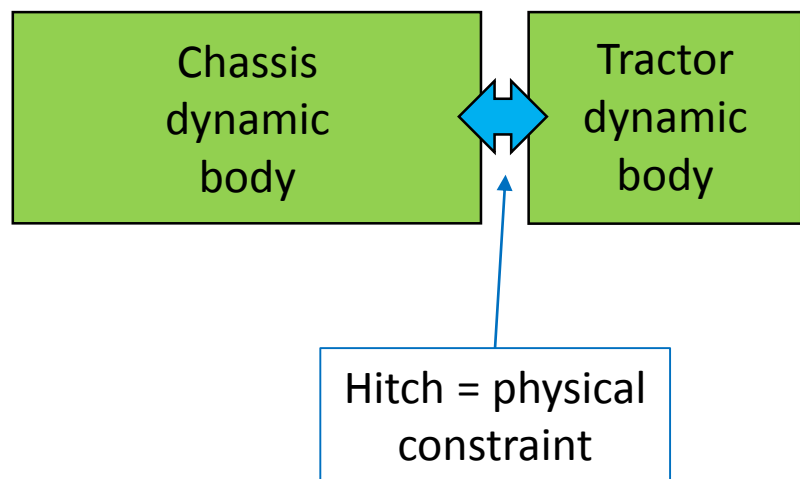 Chassis
dynamic
body
Tractor
dynamic
body
Hitch = physical
constraint